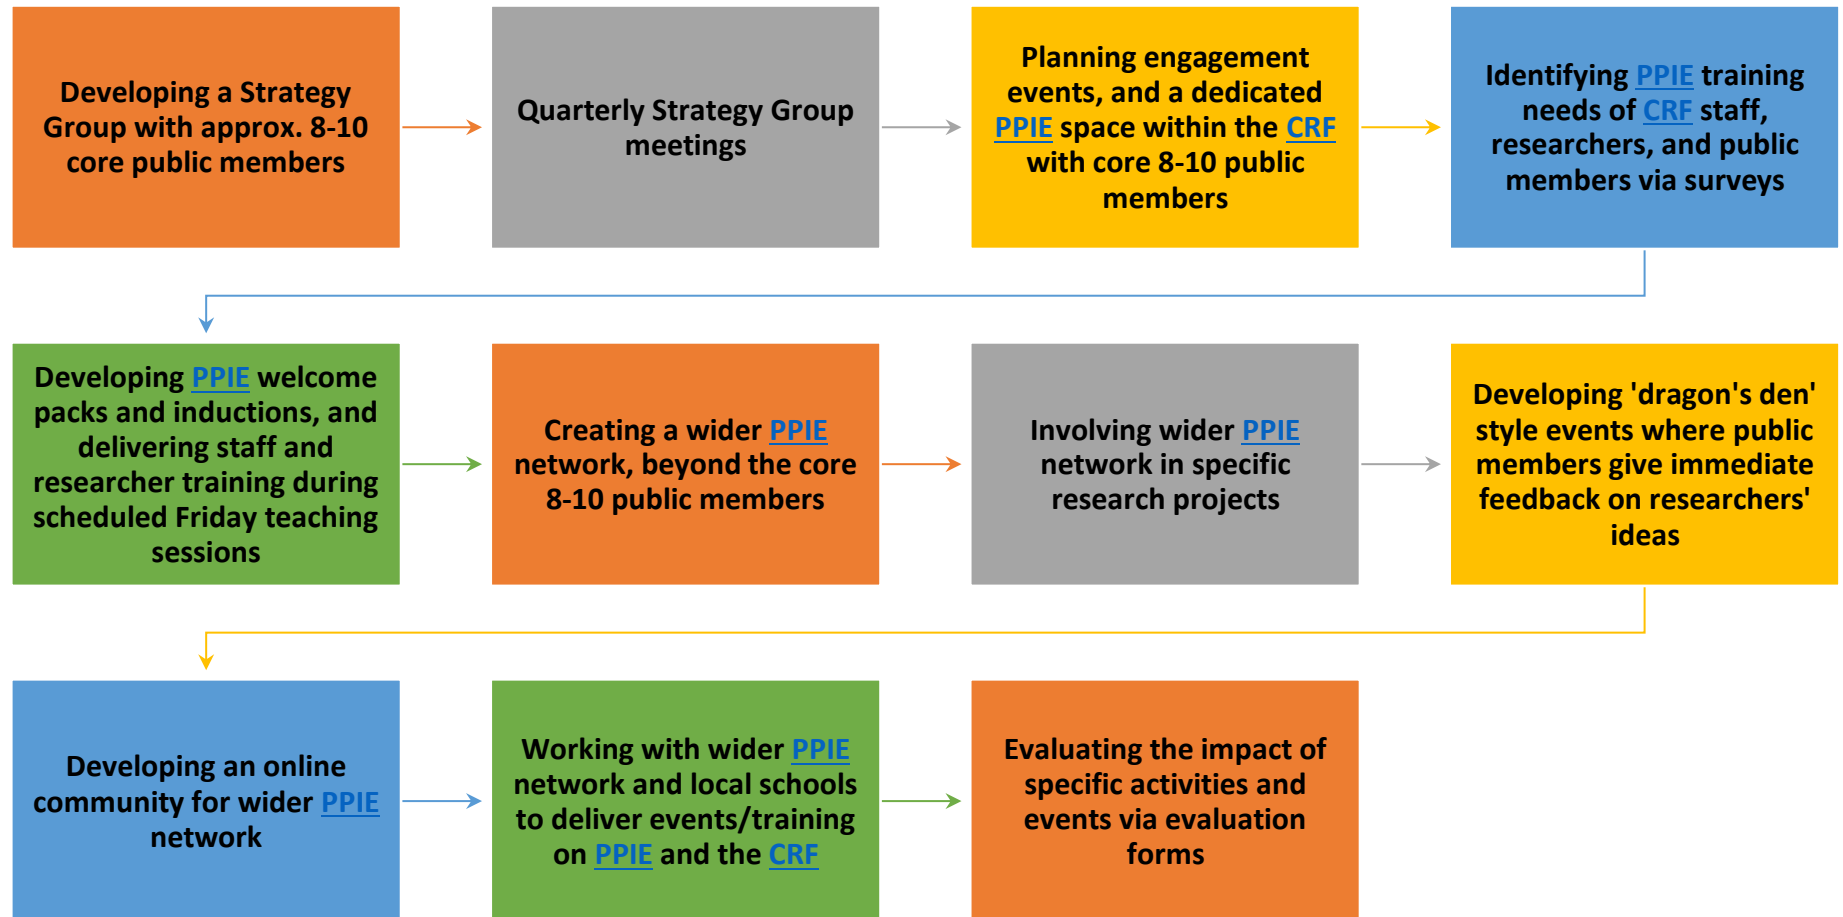 Developing a Strategy
Group with approx. 8-10
core public members
Quarterly Strategy Group
meetings
Planning engagement
events, and a dedicated
PPIE space within the CRF
with core 8-10 public
members
Identifying PPIE training
needs of CRF staff,
researchers, and public
members via surveys
Developing PPIE welcome
packs and inductions, and
delivering staff and
researcher training during
scheduled Friday teaching
sessions
Creating a wider PPIE
network, beyond the core
8-10 public members
Involving wider PPIE
network in specific
research projects
Developing 'dragon's den'
style events where public
members give immediate
feedback on researchers'
ideas
Developing an online
community for wider PPIE
network
Working with wider PPIE
network and local schools
to deliver events/training
on PPIE and the CRF
Evaluating the impact of
specific activities and
events via evaluation
forms